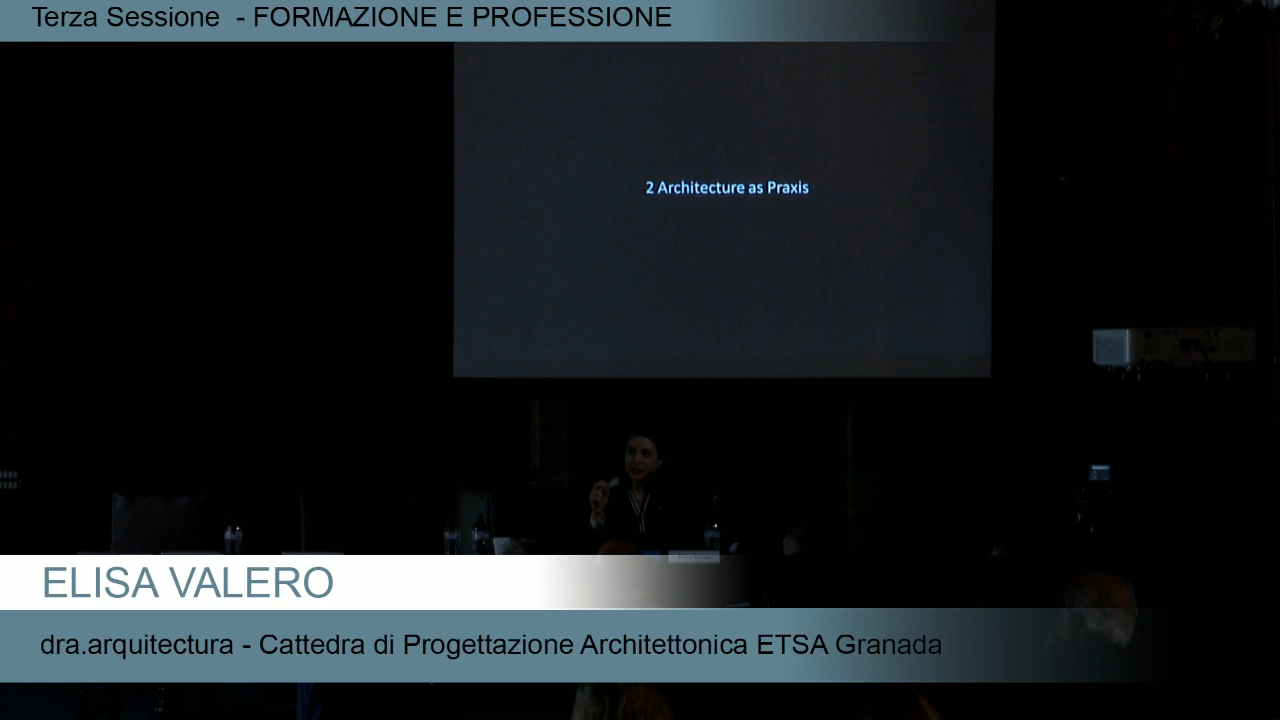 Terza Sessione - FORMAZIONE E PROFESSIONE
2 Architecture as Praxis
ELISA VALERO
dra.arquitectura - Cattedra di Progettazione Architettonica ETSA Granada